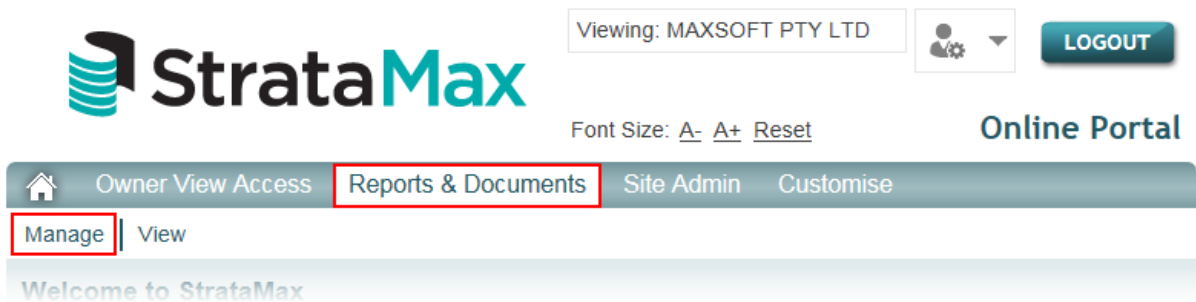 StrataMax
Viewing: MAXSOFT PTY LTD
LOGOUT
Font Size: A- A+ Reset
Online Portal
Owner View Access Reports & Documents Site Admin Customise
Manage View
Welcome to StrataMax